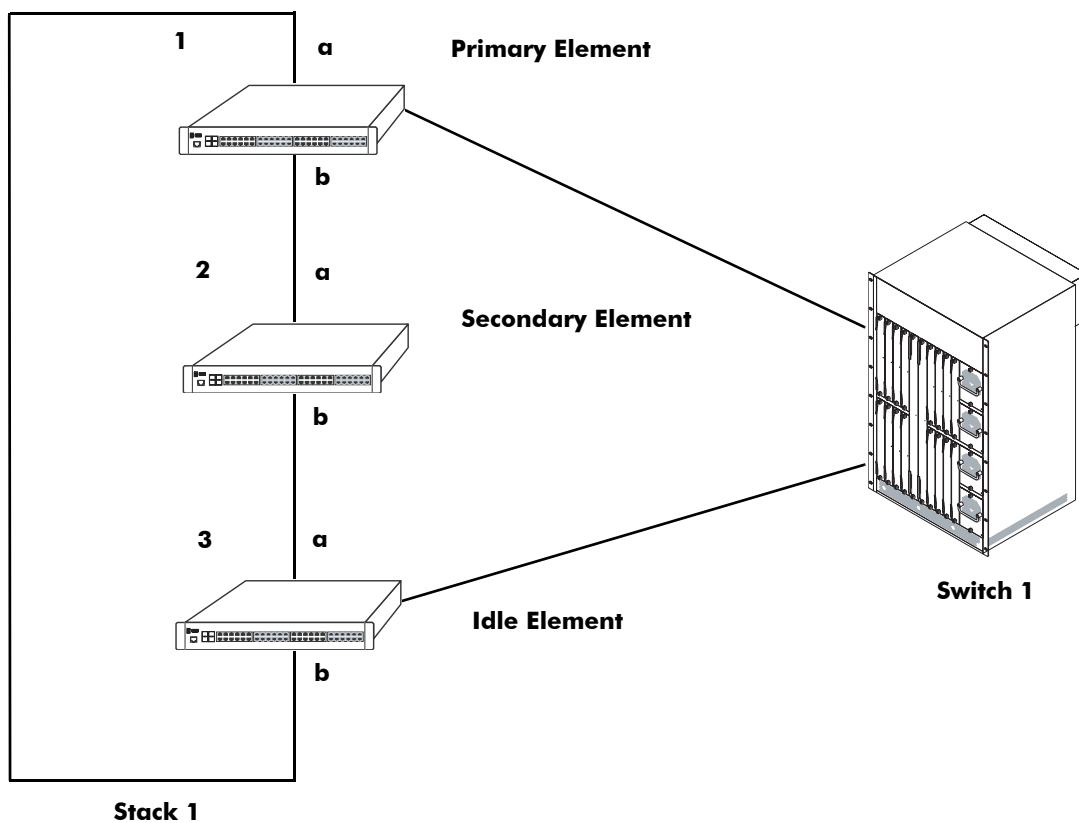 1
a
Primary Element
b
2
a
Secondary Element
b
3
a
Idle Element
b
Switch 1
Stack 1